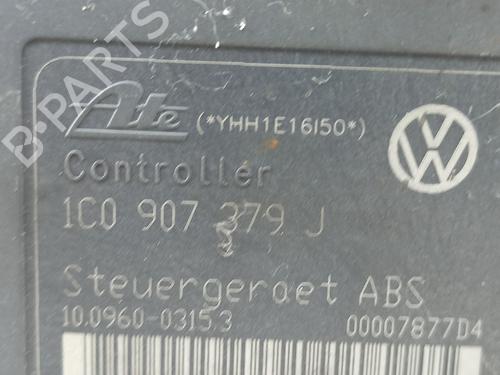 B-PARTS
Ate (*YHH1E16I50*)
Controller
1C0 907 379 J
Steuergeraet ABS
10.0960-0315.3 00007877D4